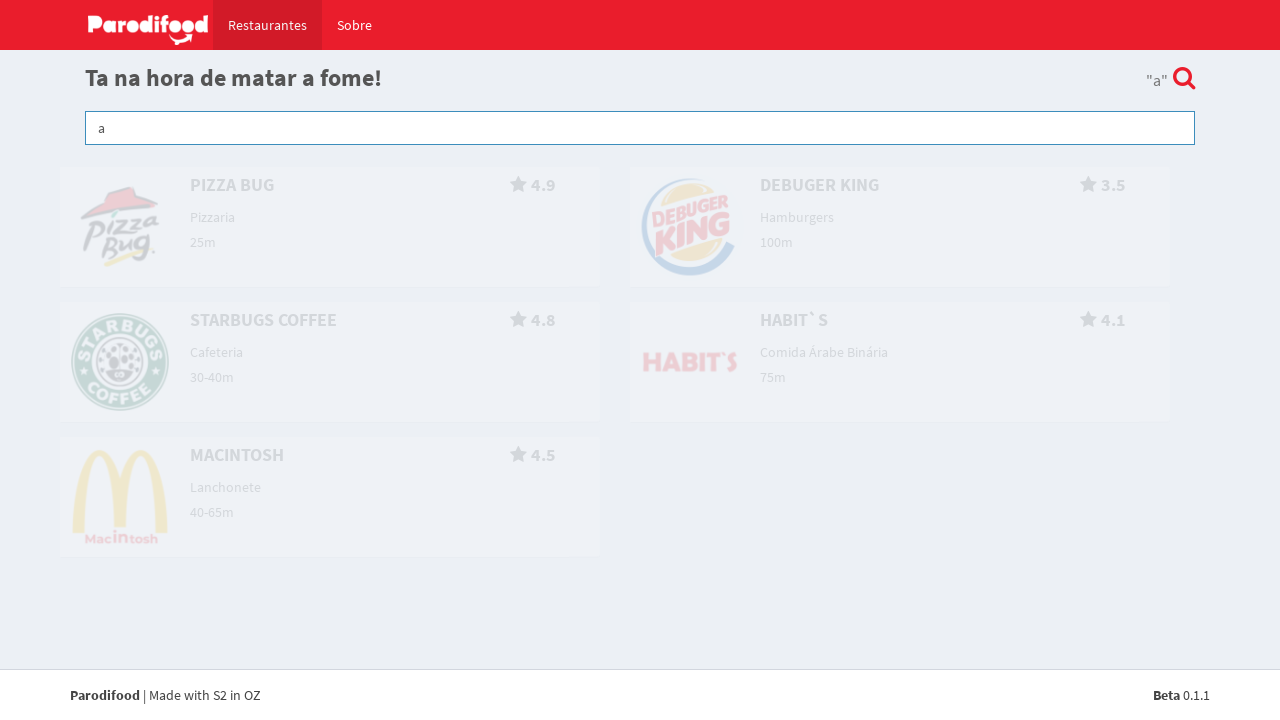 Parodifood Restaurantes Sobre
Ta na hora de matar a fome!
"a"
a
Pizza Bug.
PIZZA BUG
4.9
Pizzaria
25m
DEBUGER KING
DEBUGER KING
3.5
Hamburgers
100m
STARBUGS COFFEE
STARBUGS COFFEE
4.8
Cafeteria
30-40m
HABIT`S
HABIT`S
4.1
Comida Árabe Binária
75m
Macintosh
MACINTOSH
4.5
Lanchonete
40-65m
Parodifood | Made with S2 in OZ
Beta 0.1.1